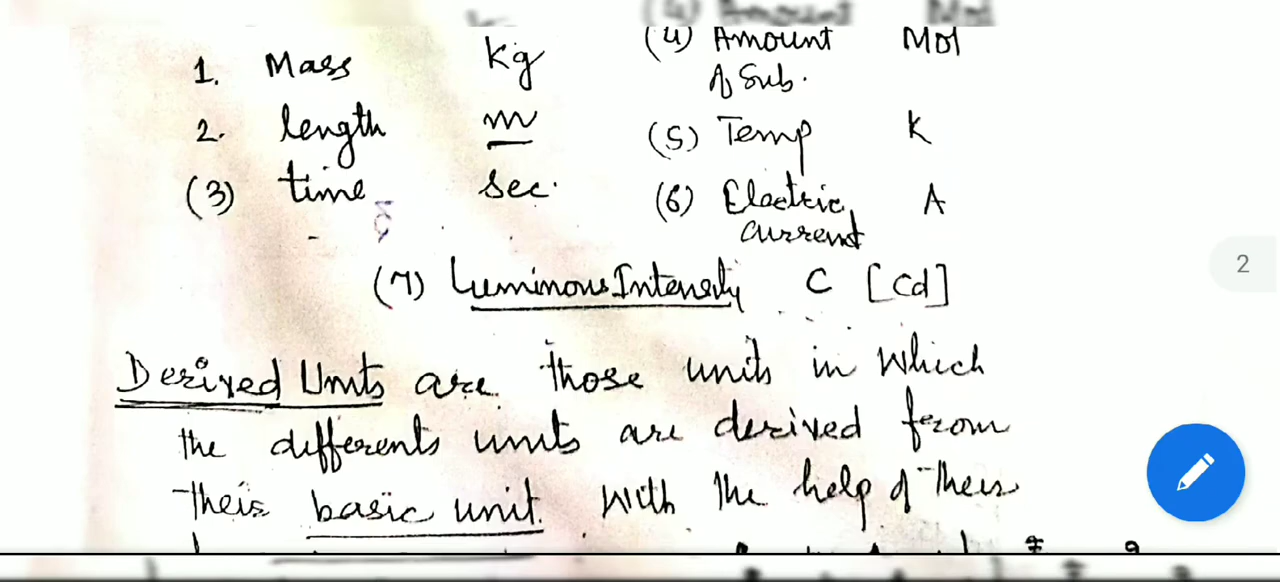 1. Mass kg (4) Amount Mol
of Sub.
2. length m (5) Temp K
(3) time sec. (6) Electric A
current
(7) Luminous Intensity C [Cd]
Derived Units are those units in which
the differents units are derived from
their basic unit. With the help of their
2